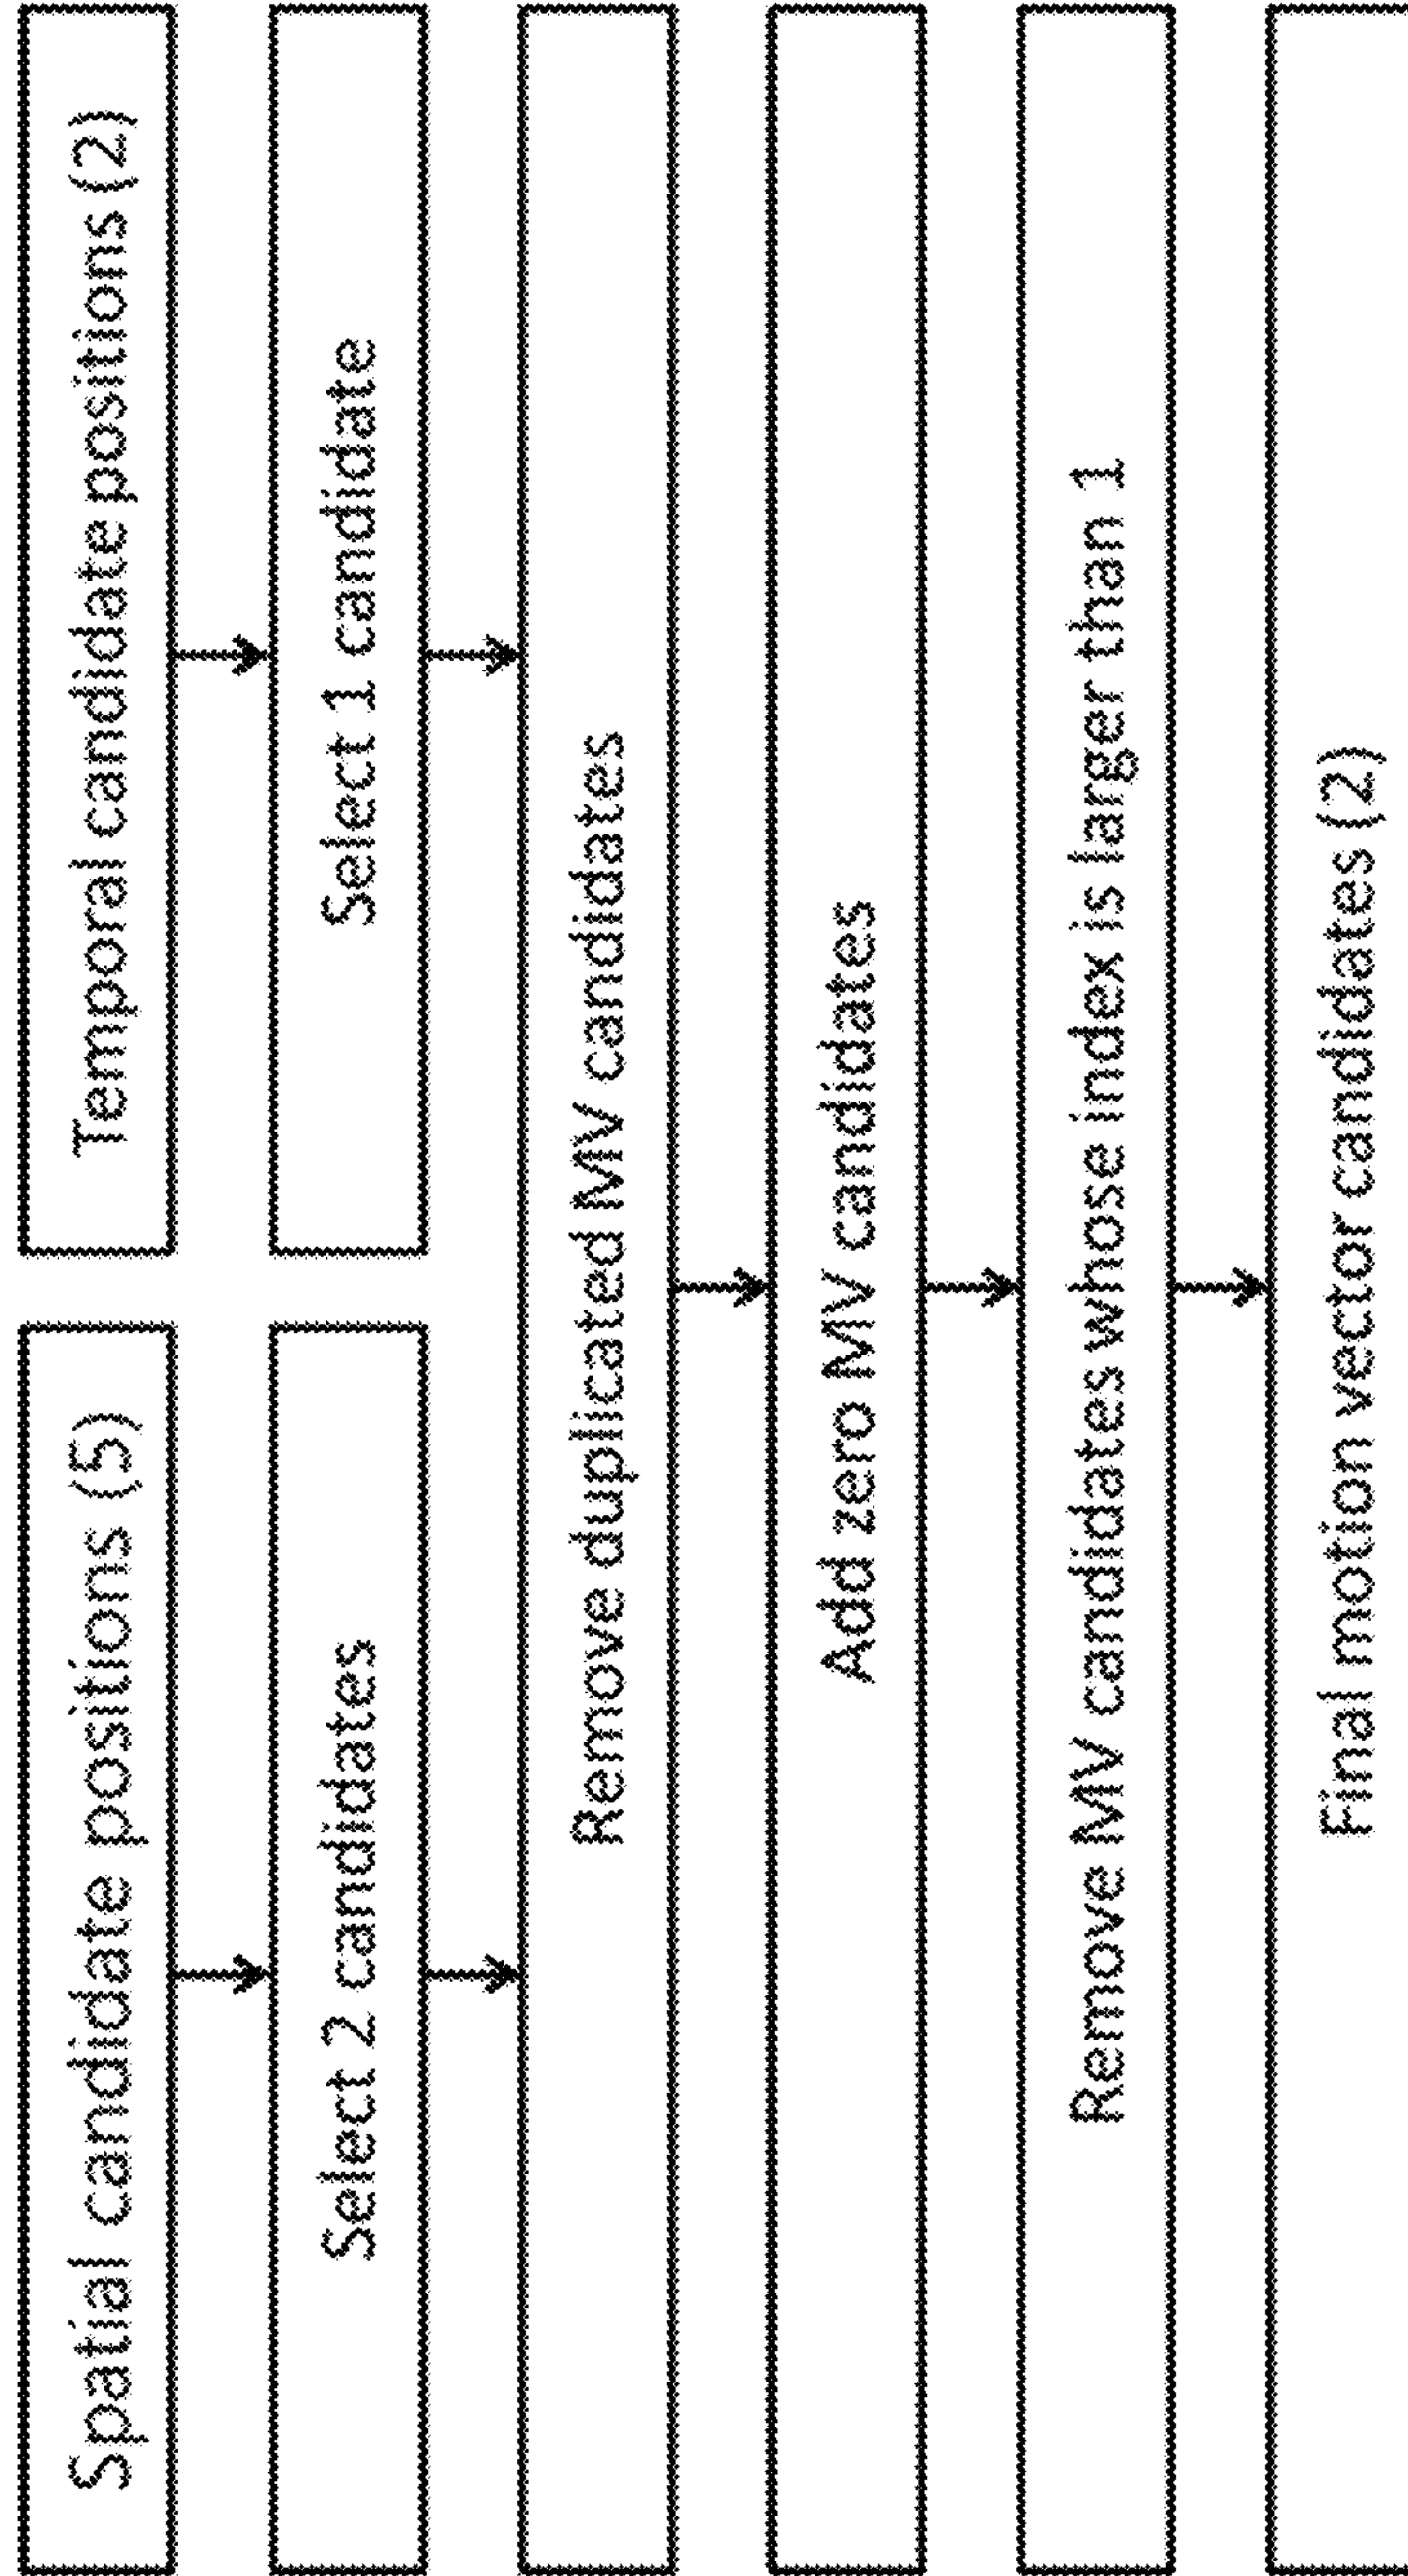 Spatial candidate positions (5)
Temporal candidate positions (2)
Select 2 candidates
Select 1 candidate
Remove duplicated MV candidates
Add zero MV candidates
Remove MV candidates whose index is larger than 1
Final motion vector candidates (2)